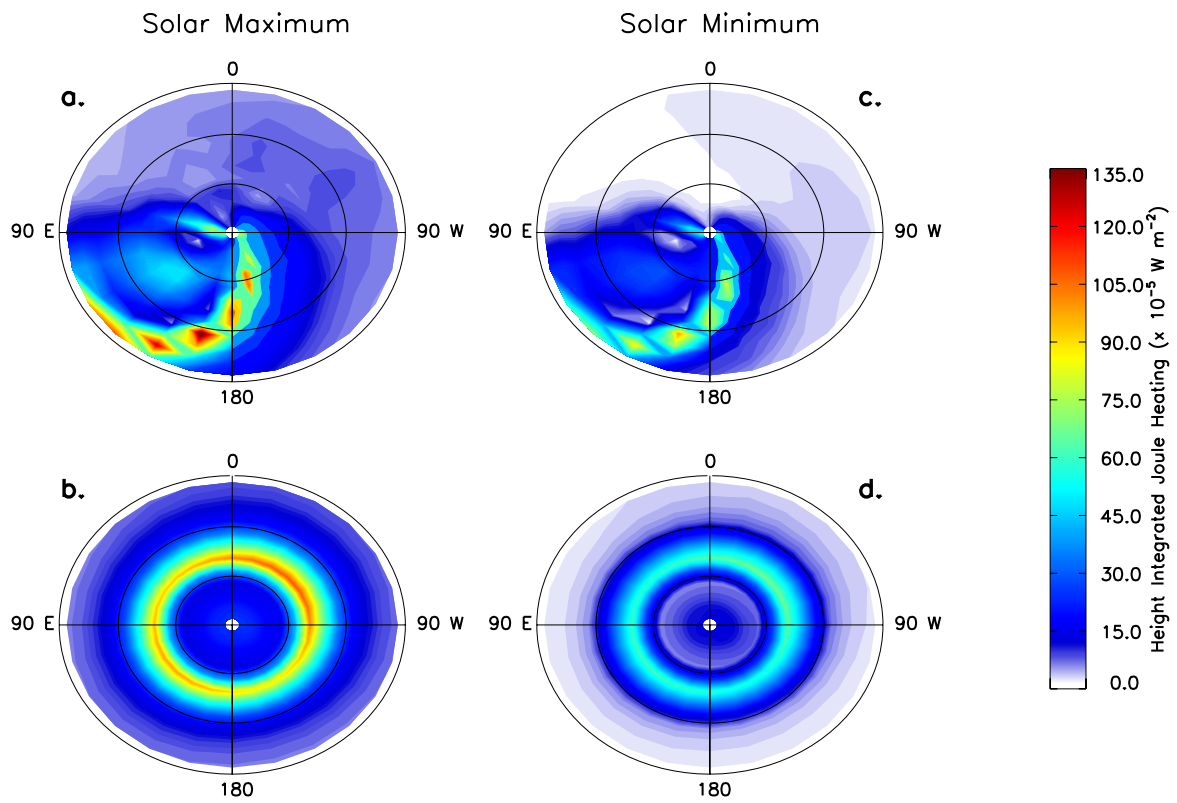 Solar Maximum
Solar Minimum
a.
0
90 E
90 W
180
c.
0
90 E
90 W
180
b.
0
90 E
90 W
180
d.
0
90 E
90 W
180
135.0
120.0
105.0
90.0
75.0
60.0
45.0
30.0
15.0
0.0
Height Integrated Joule Heating (x 10⁻⁵ W m⁻²)